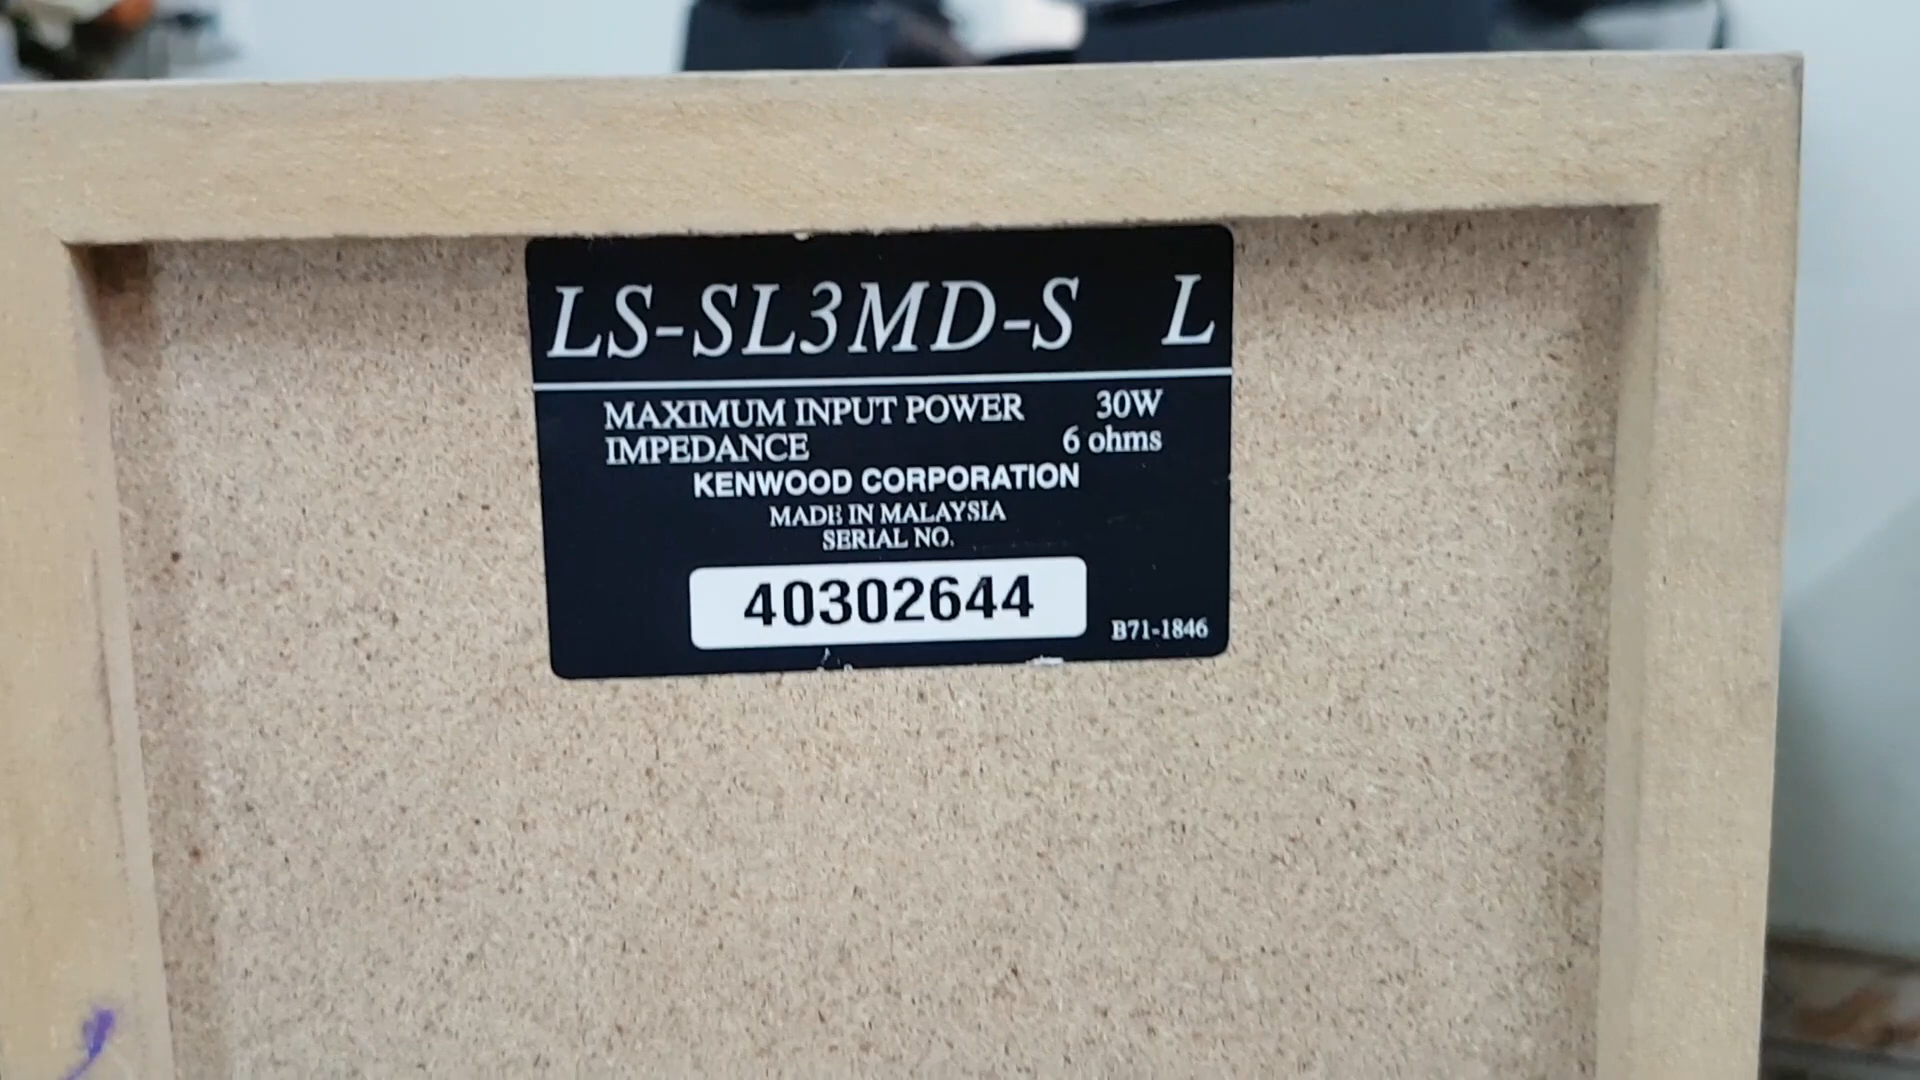 LS-SL3MD-S L
MAXIMUM INPUT POWER 30W
IMPEDANCE 6 ohms
KENWOOD CORPORATION
MADE IN MALAYSIA
SERIAL NO.
40302644
B71-1846